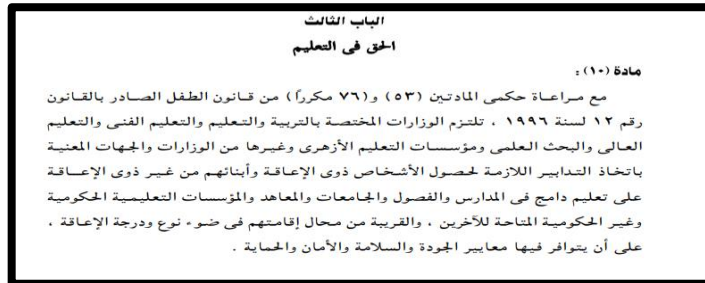 الباب الثالث
الحق فى التعليم
مادة (١٠) :
مع مراعاة حكمى المادتين (٥٣) و(٧٦ مكررًا) من قانون الطفل الصادر بالقانون
رقم ١٢ لسنة ١٩٩٦ ، تلتزم الوزارات المختصة بالتربية والتعليم والتعليم الفنى والتعليم
العالى والبحث العلمى ومؤسسات التعليم الأزهرى وغيرها من الوزارات والجهات المعنية
باتخاذ التدابير اللازمة لحصول الأشخاص ذوى الإعاقة وأبنائهم من غير ذوى الإعاقة
على تعليم دامج فى المدارس والفصول والجامعات والمعاهد والمؤسسات التعليمية الحكومية
وغير الحكومية المتاحة للآخرين ، والقريبة من محال إقامتهم فى ضوء نوع ودرجة الإعاقة ،
على أن يتوافر فيها معايير الجودة والسلامة والأمان والحماية .